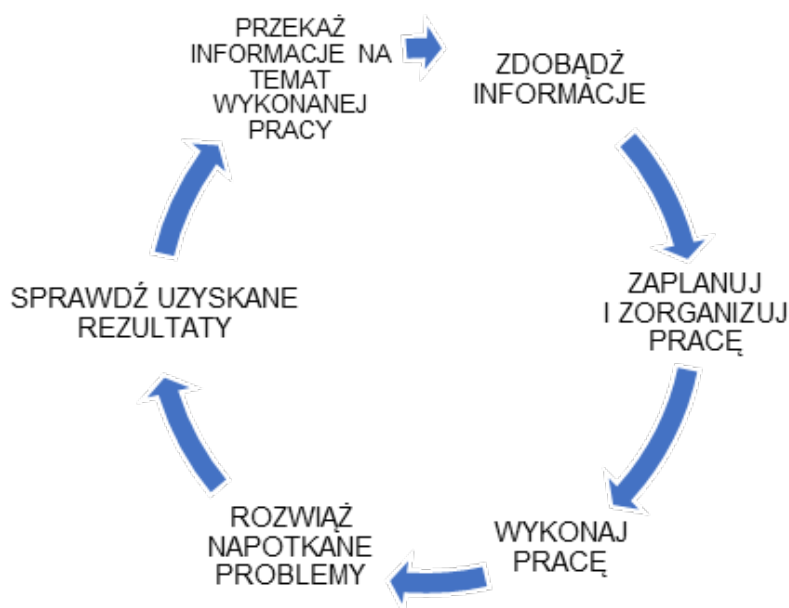 PRZEKAŻ
INFORMACJE NA
TEMAT
WYKONANEJ
PRACY
ZDOBĄDŹ
INFORMACJE
ZAPLANUJ
I ZORGANIZUJ
PRACĘ
WYKONAJ
PRACĘ
ROZWIĄŻ
NAPOTKANE
PROBLEMY
SPRAWDŹ UZYSKANE
REZULTATY